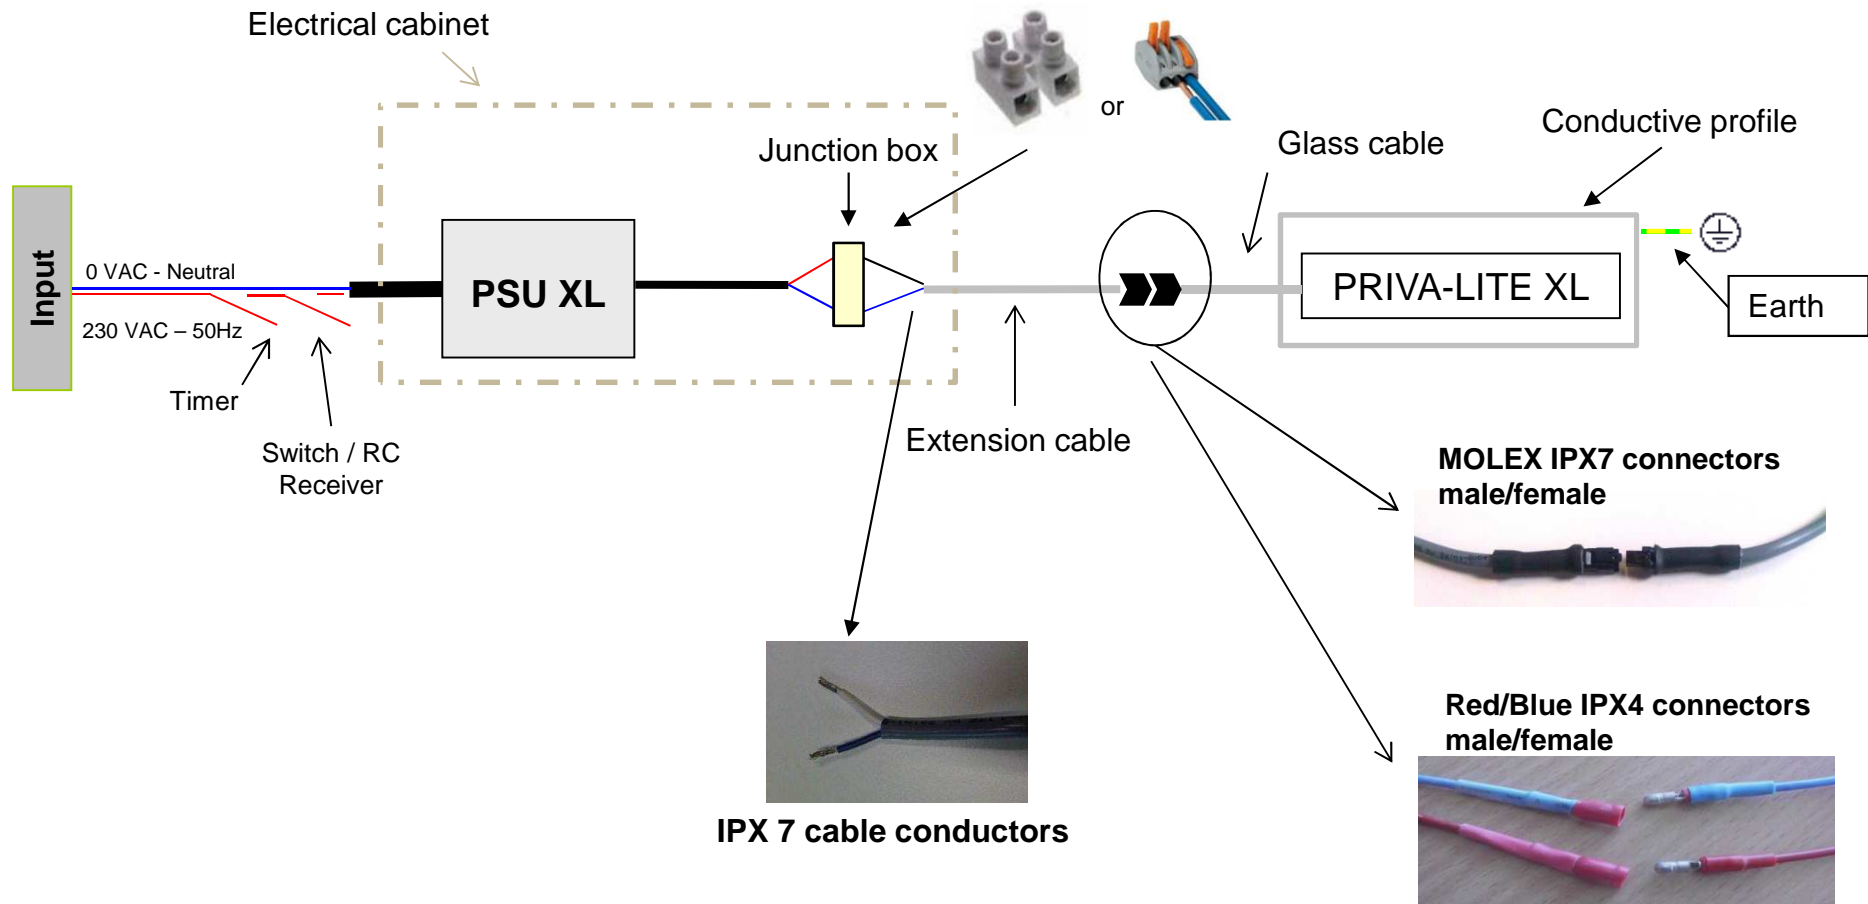 Electrical cabinet
or
Junction box
Glass cable
Conductive profile
Input
0 VAC - Neutral
230 VAC – 50Hz
PSU XL
PRIVA-LITE XL
Earth
Timer
Switch / RC
Receiver
Extension cable
MOLEX IPX7 connectors
male/female
Red/Blue IPX4 connectors
male/female
IPX 7 cable conductors